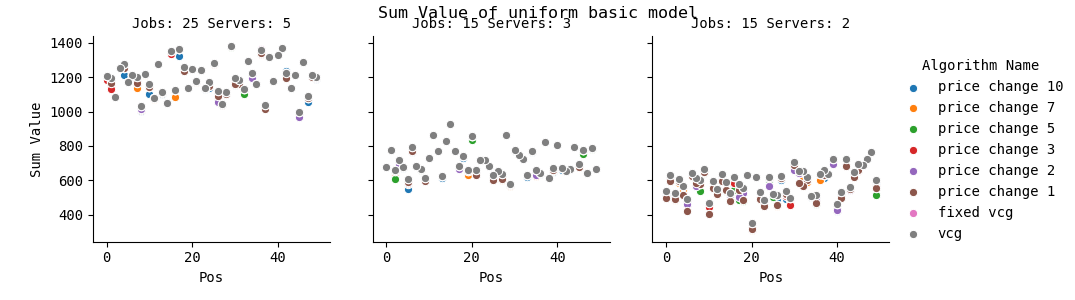 Sum Value of uniform basic model
Jobs: 25 Servers: 5
Jobs: 15 Servers: 3
Jobs: 15 Servers: 2
Sum Value
1400
1200
1000
800
600
400
0
20
40
0
20
40
0
20
40
Pos
Pos
Pos
Algorithm Name
price change 10
price change 7
price change 5
price change 3
price change 2
price change 1
fixed vcg
vcg